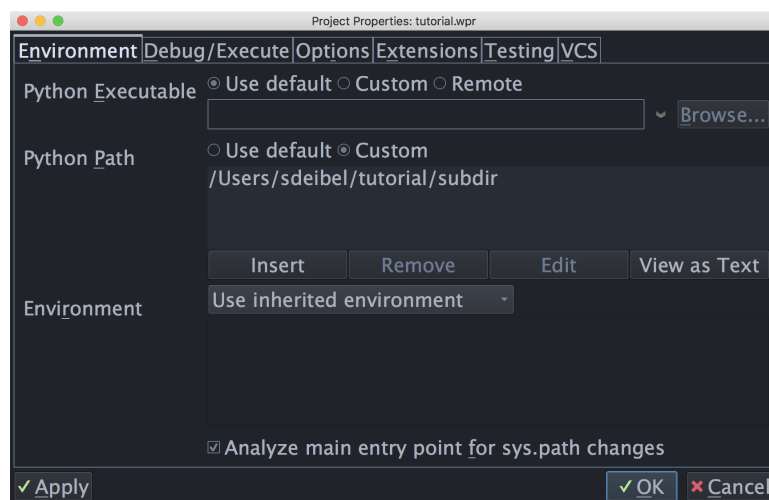 Project Properties: tutorial.wpr
Environment Debug/Execute Options Extensions Testing VCS
Python Executable Use default Custom Remote
Browse...
Python Path Use default Custom
/Users/sdeibel/tutorial/subdir
Insert Remove Edit View as Text
Environment Use inherited environment
Analyze main entry point for sys.path changes
Apply OK Cancel